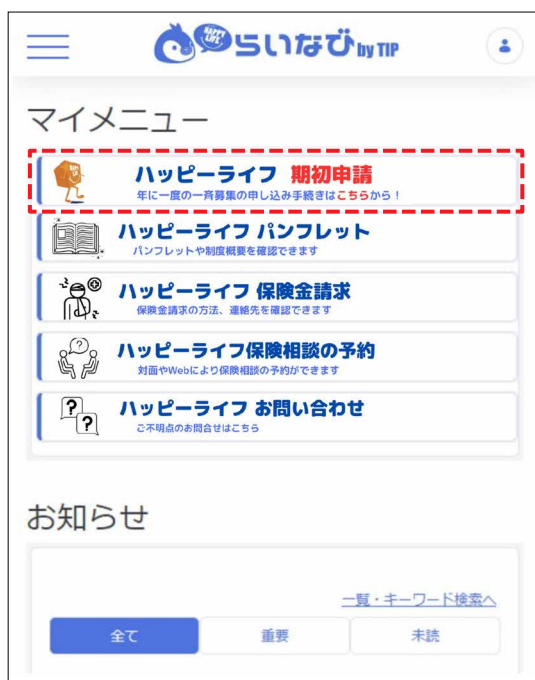 HAPPY LIFE らいなび by TIP
マイメニュー
ハッピーライフ 期初申請
年に一度の一斉募集の申し込み手続きはこちらから！
ハッピーライフ パンフレット
パンフレットや制度概要を確認できます
ハッピーライフ 保険金請求
保険金請求の方法、連絡先を確認できます
ハッピーライフ保険相談の予約
対面やWebにより保険相談の予約ができます
ハッピーライフ お問い合わせ
ご不明点のお問合せはこちら
お知らせ
一覧・キーワード検索へ
全て 重要 未読